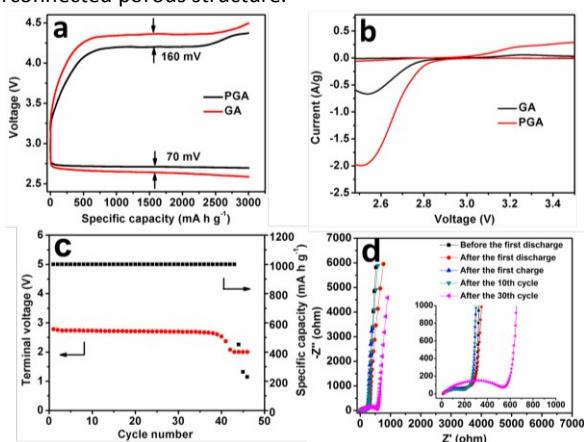 rconnected porous structure.
a
160 mV
PGA
GA
70 mV
Voltage (V)
4.5
4.0
3.5
3.0
2.5
0 500 1000 1500 2000 2500 3000
Specific capacity (mA h g⁻¹)
b
GA
PGA
Current (A/g)
0.5
0.0
-0.5
-1.0
-1.5
-2.0
2.6 2.8 3.0 3.2 3.4
Voltage (V)
c
Terminal voltage (V)
6
5
4
3
2
1
0
Specific capacity (mAh g⁻¹)
1200
1000
800
600
400
200
0
0 10 20 30 40 50
Cycle number
d
Before the first discharge
After the first discharge
After the first charge
After the 10th cycle
After the 30th cycle
-Z'' (ohm)
7000
6000
5000
4000
3000
2000
1000
0
1000
800
600
400
200
0
0 200 400 600 800
0 1000 2000 3000 4000 5000 6000 7000
Z' (ohm)